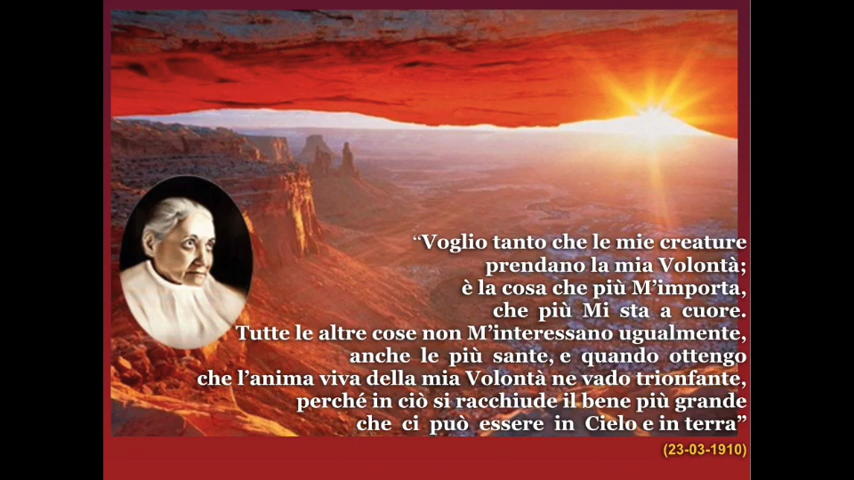 “Voglio tanto che le mie creature
prendano la mia Volontà;
è la cosa che più M’importa,
che più Mi sta a cuore.
Tutte le altre cose non M’interessano ugualmente,
anche le più sante, e quando ottengo
che l’anima viva della mia Volontà ne vado trionfante,
perché in ciò si racchiude il bene più grande
che ci può essere in Cielo e in terra”
(23-03-1910)